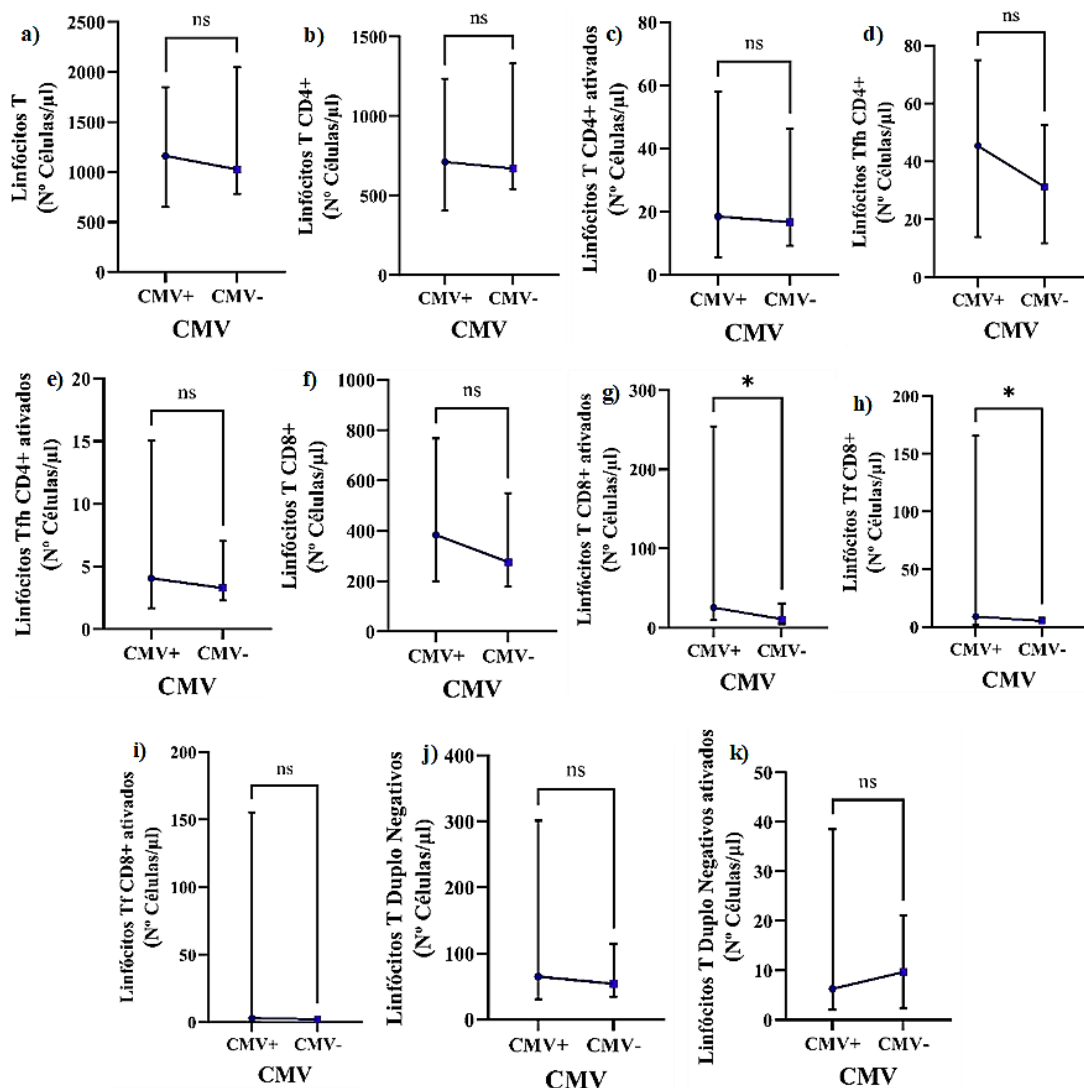 a)
Linfócitos T
(Nº Células/µl)
2500
2000
1500
1000
500
0
ns
CMV+ CMV-
CMV
b)
Linfócitos T CD4+
(Nº Células/µl)
1500
1000
500
0
ns
CMV+ CMV-
CMV
c)
Linfócitos T CD4+ ativados
(Nº Células/µl)
80
60
40
20
0
ns
CMV+ CMV-
CMV
d)
Linfócitos Tfh CD4+
(Nº Células/µl)
80
60
40
20
0
ns
CMV+ CMV-
CMV
e)
Linfócitos Tfh CD4+ ativados
(Nº Células/µl)
20
15
10
5
0
ns
CMV+ CMV-
CMV
f)
Linfócitos T CD8+
(Nº Células/µl)
1000
800
600
400
200
0
ns
CMV+ CMV-
CMV
g)
Linfócitos T CD8+ ativados
(Nº Células/µl)
300
200
100
0
*
CMV+ CMV-
CMV
h)
Linfócitos Tf CD8+
(Nº Células/µl)
200
150
100
50
0
*
CMV+ CMV-
CMV
i)
Linfócitos Tf CD8+ ativados
(Nº Células/µl)
200
150
100
50
0
ns
CMV+ CMV-
CMV
j)
Linfócitos T Duplo Negativos
(Nº Células/µl)
400
300
200
100
0
ns
CMV+ CMV-
CMV
k)
Linfócitos T Duplo Negativos ativados
(Nº Células/µl)
50
40
30
20
10
0
ns
CMV+ CMV-
CMV